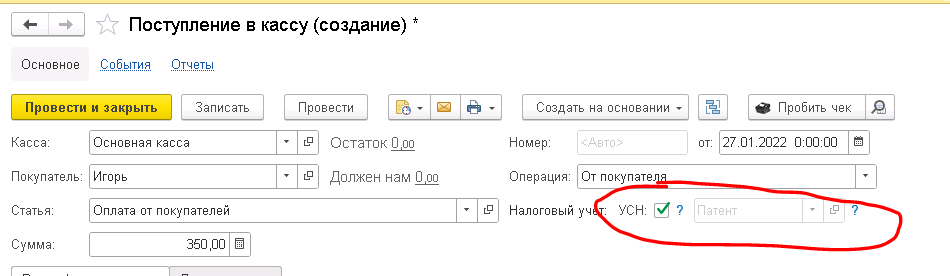 Поступление в кассу (создание) *
Основное События Отчеты
Провести и закрыть Записать Провести Создать на основании Пробить чек
Касса: Основная касса Остаток 0,00 Номер: <Авто> от: 27.01.2022 0:00:00
Покупатель: Игорь Должен нам 0,00 Операция: От покупателя
Статья: Оплата от покупателей Налоговый учет: УСН: ? Патент ?
Сумма: 350,00